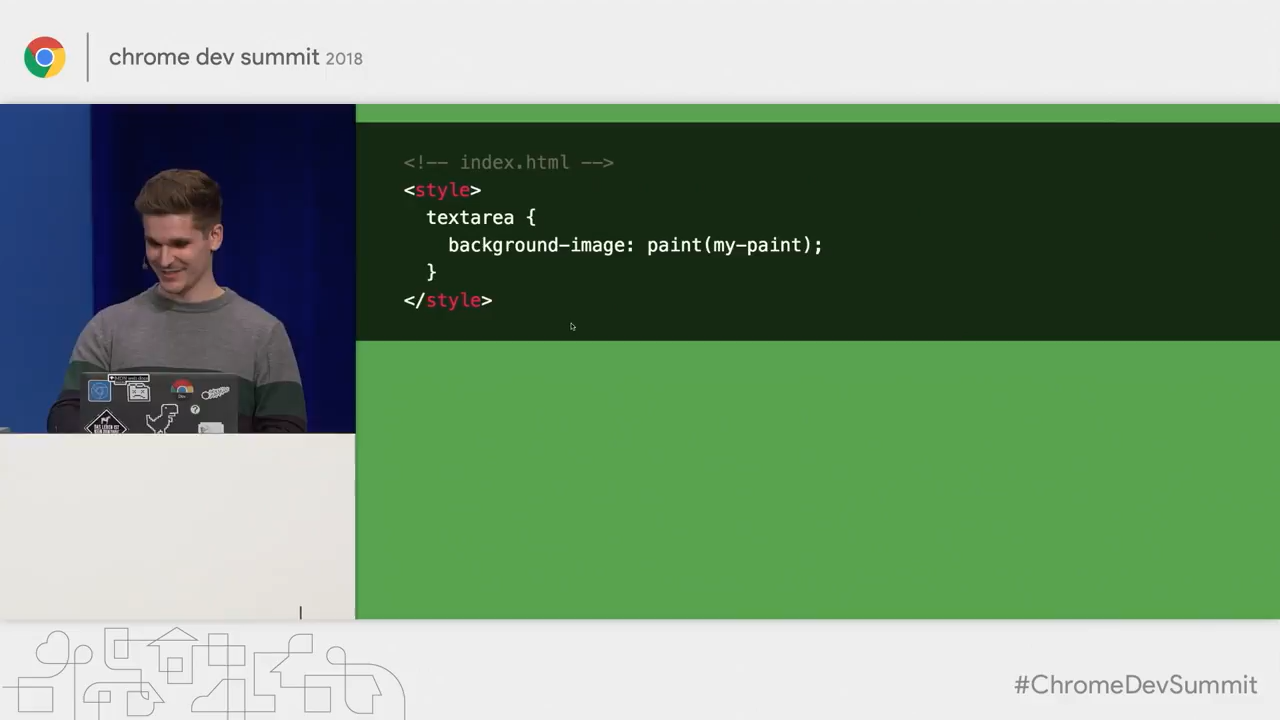 chrome dev summit 2018
<!-- index.html -->
<style>
  textarea {
    background-image: paint(my-paint);
  }
</style>
#ChromeDevSummit